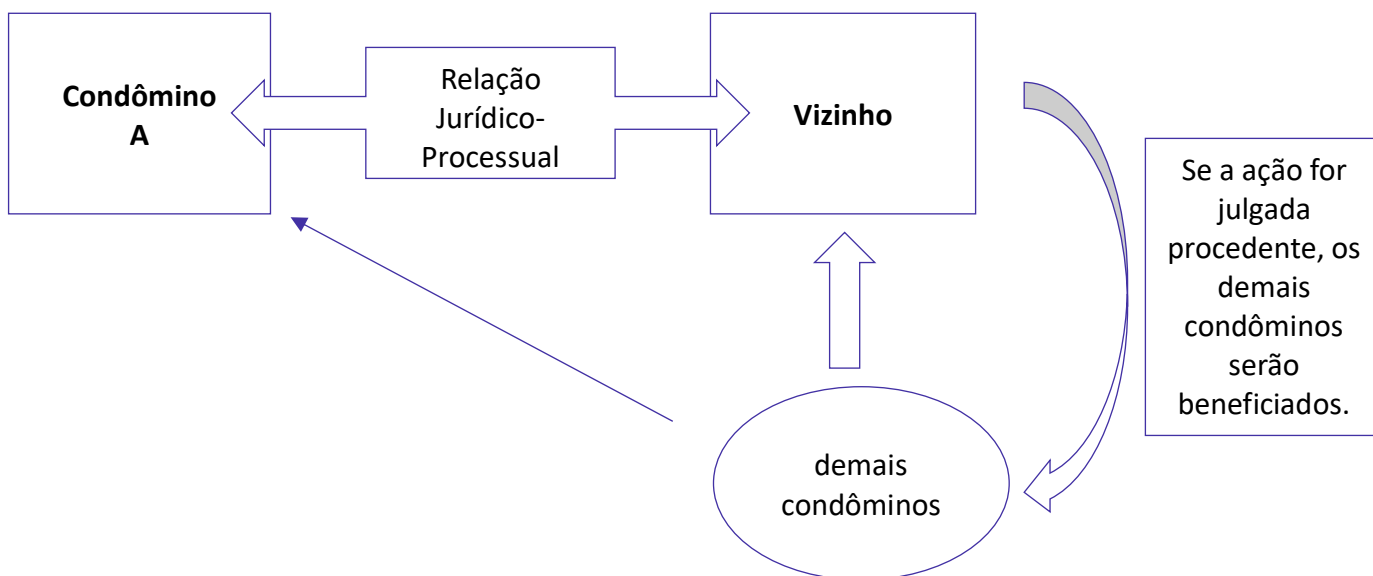 Condômino
A
Relação
Jurídico-
Processual
Vizinho
Se a ação for
julgada
procedente, os
demais
condôminos
serão
beneficiados.
demais
condôminos